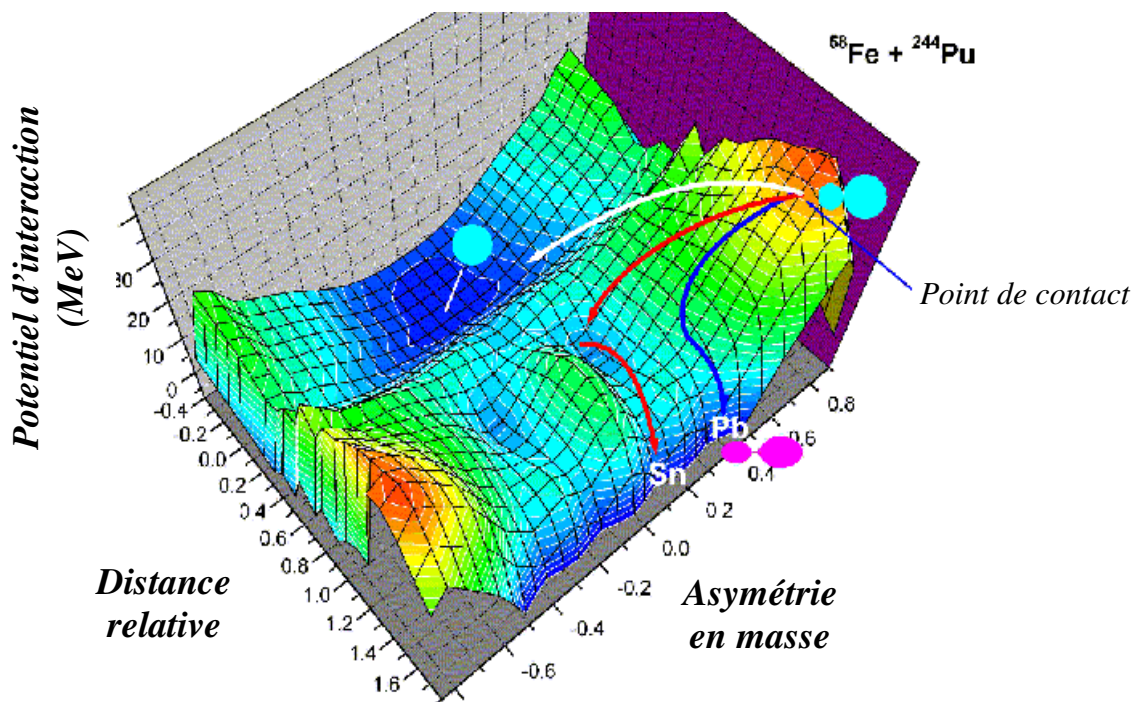 ⁵⁸Fe + ²⁴⁴Pu
Potentiel d'interaction
(MeV)
30
20
10
0
-0.4
-0.2
0.0
0.2
0.4
0.6
0.8
1.0
1.2
1.4
1.6
Distance
relative
Point de contact
Pb
Sn
0.8
0.6
0.4
0.2
0.0
-0.2
-0.4
-0.6
Asymétrie
en masse